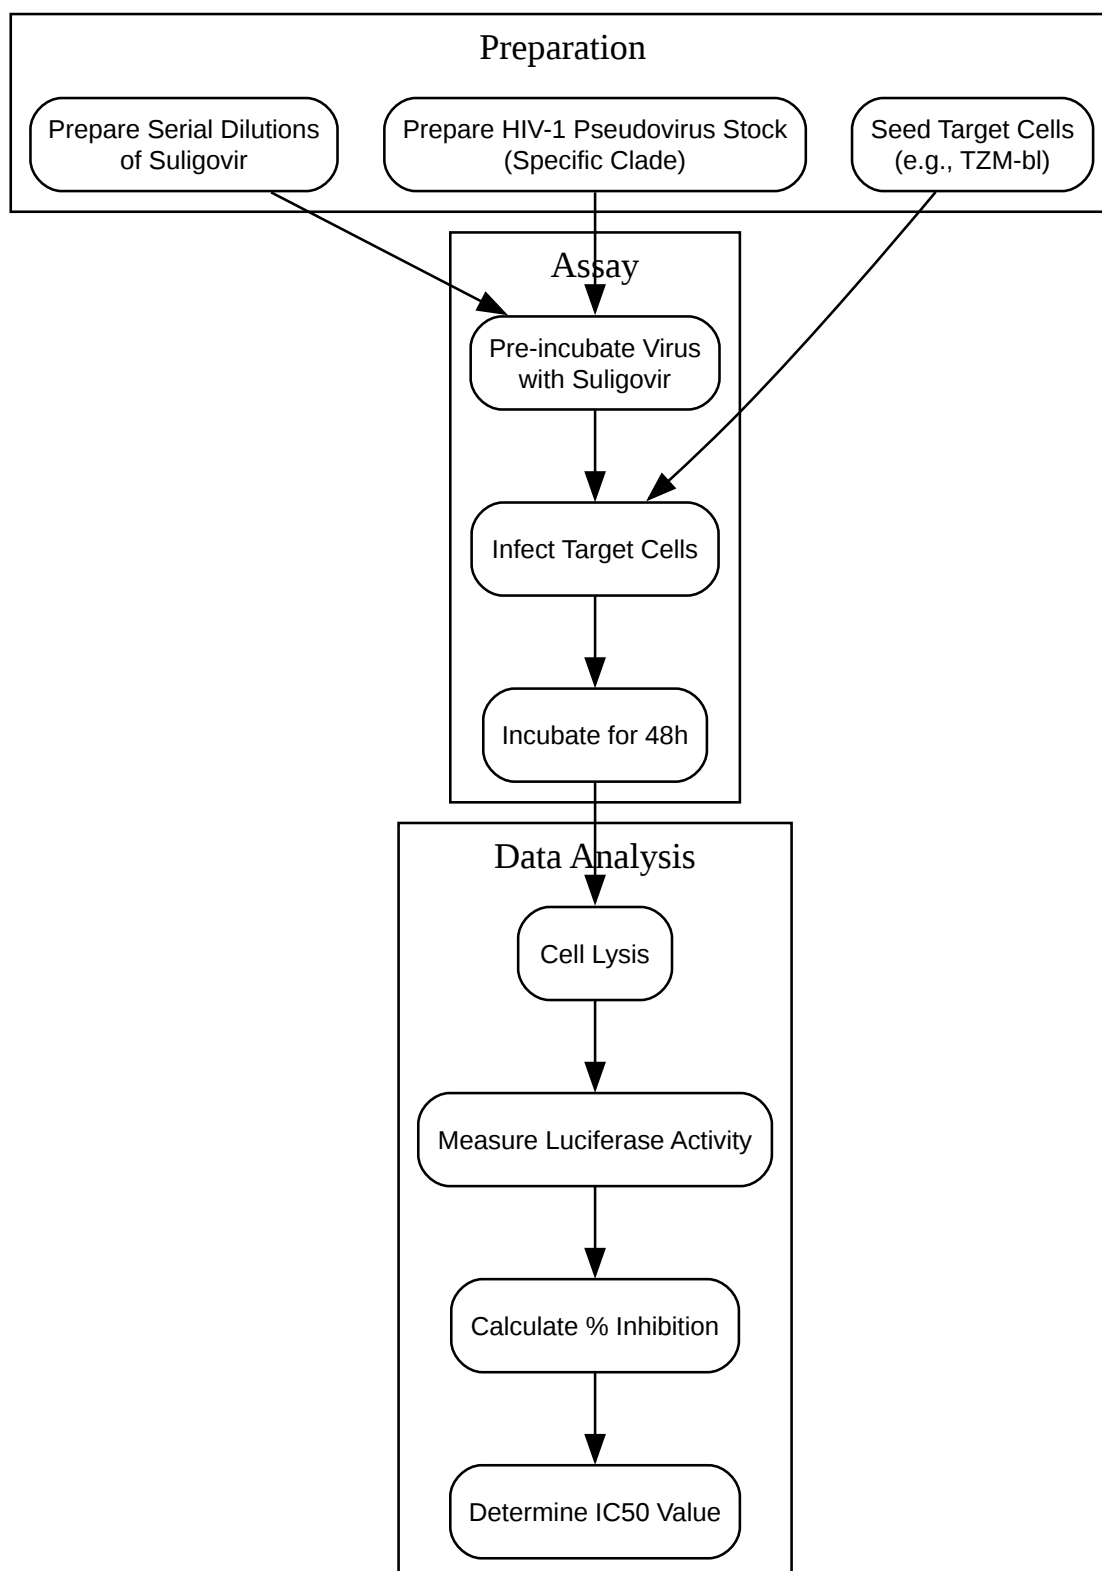 Preparation
Prepare Serial Dilutions
of Suligovir
Prepare HIV-1 Pseudovirus Stock
(Specific Clade)
Seed Target Cells
(e.g., TZM-bl)
Assay
Pre-incubate Virus
with Suligovir
Infect Target Cells
Incubate for 48h
Data Analysis
Cell Lysis
Measure Luciferase Activity
Calculate % Inhibition
Determine IC50 Value